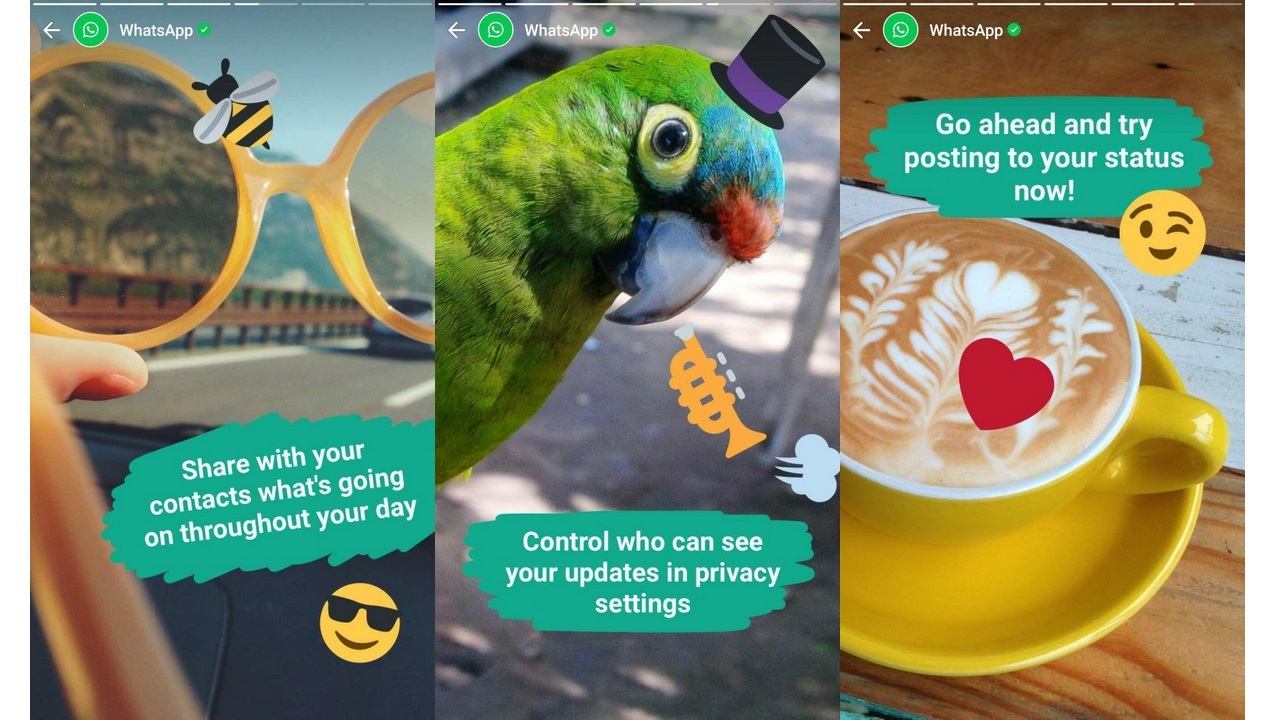 WhatsApp
Share with your
contacts what's going
on throughout your day
WhatsApp
Control who can see
your updates in privacy
settings
WhatsApp
Go ahead and try
posting to your status
now!